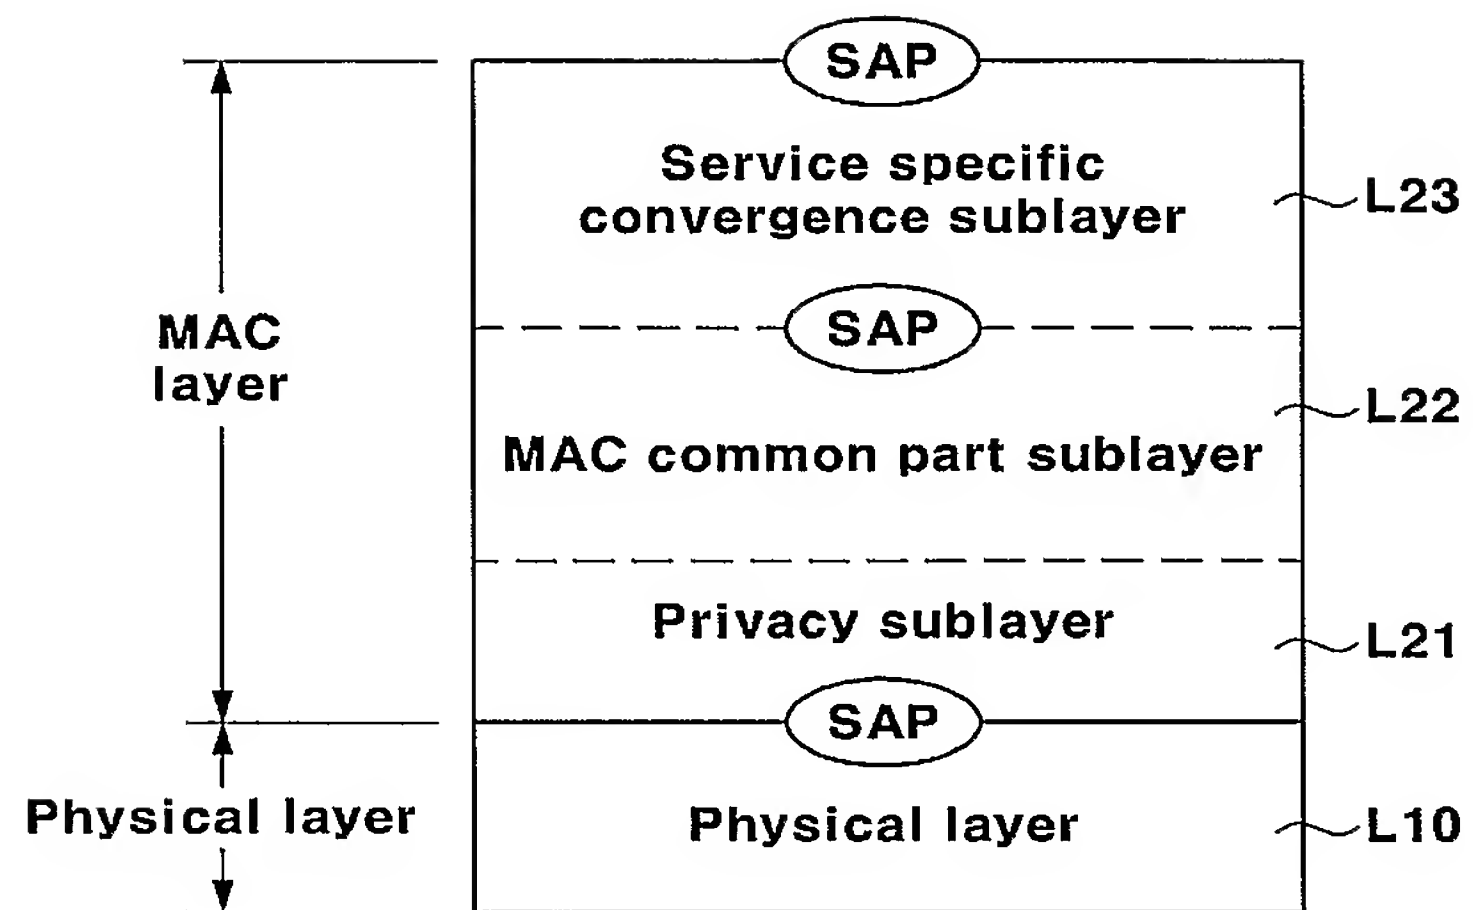 SAP
Service specific
convergence sublayer
L23
MAC
layer
SAP
L22
MAC common part sublayer
Privacy sublayer
L21
SAP
Physical layer
Physical layer
L10